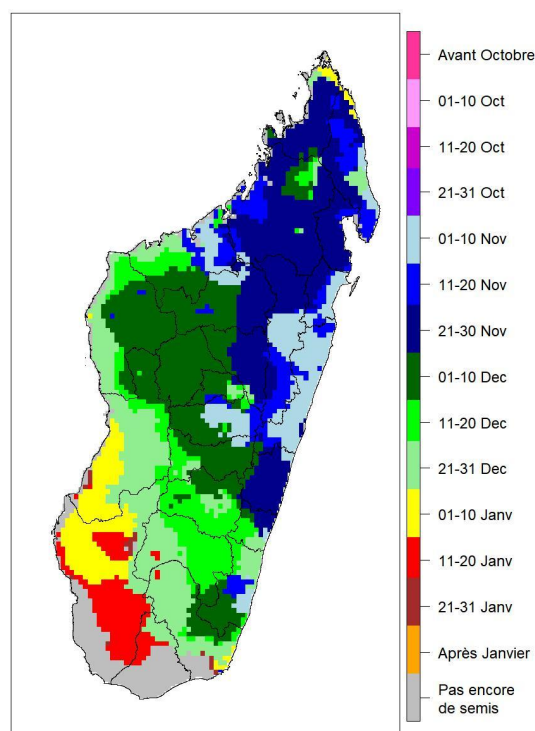 Avant Octobre
01-10 Oct
11-20 Oct
21-31 Oct
01-10 Nov
11-20 Nov
21-30 Nov
01-10 Dec
11-20 Dec
21-31 Dec
01-10 Janv
11-20 Janv
21-31 Janv
Après Janvier
Pas encore
de semis